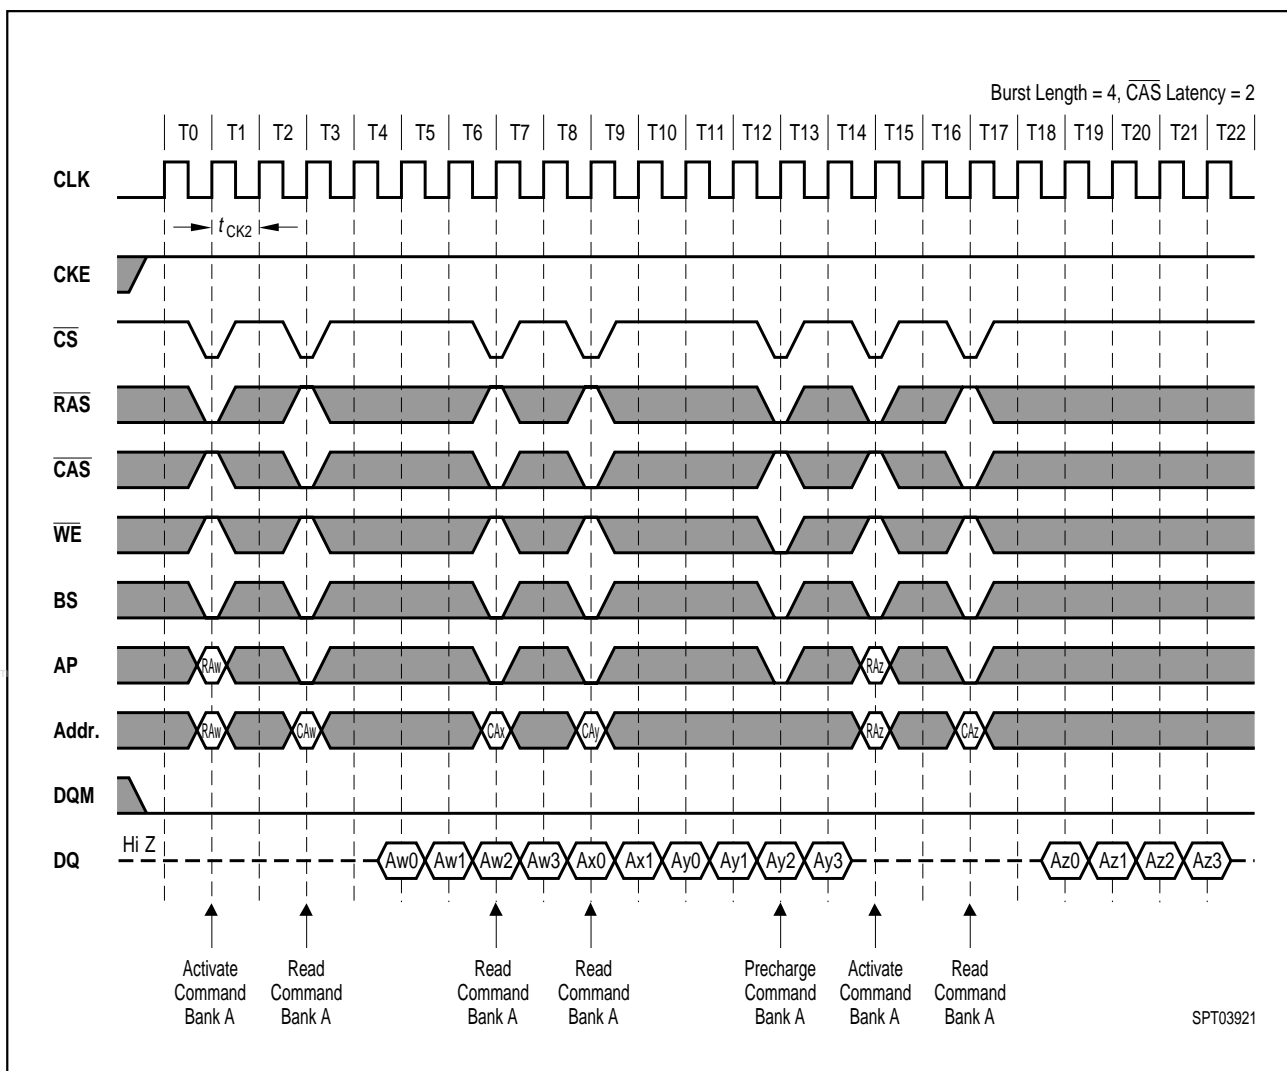 Burst Length = 4, CAS Latency = 2
T0 T1 T2 T3 T4 T5 T6 T7 T8 T9 T10 T11 T12 T13 T14 T15 T16 T17 T18 T19 T20 T21 T22
CLK
t CK2
CKE
CS
RAS
CAS
WE
BS
AP RAw RAz
Addr. RAw CAw CAx CAy RAz CAz
DQM
Hi Z
DQ Aw0 Aw1 Aw2 Aw3 Ax0 Ax1 Ay0 Ay1 Ay2 Ay3 Az0 Az1 Az2 Az3
Activate Read Read Read Precharge Activate Read
Command Command Command Command Command Command Command
Bank A Bank A Bank A Bank A Bank A Bank A Bank A
SPT03921